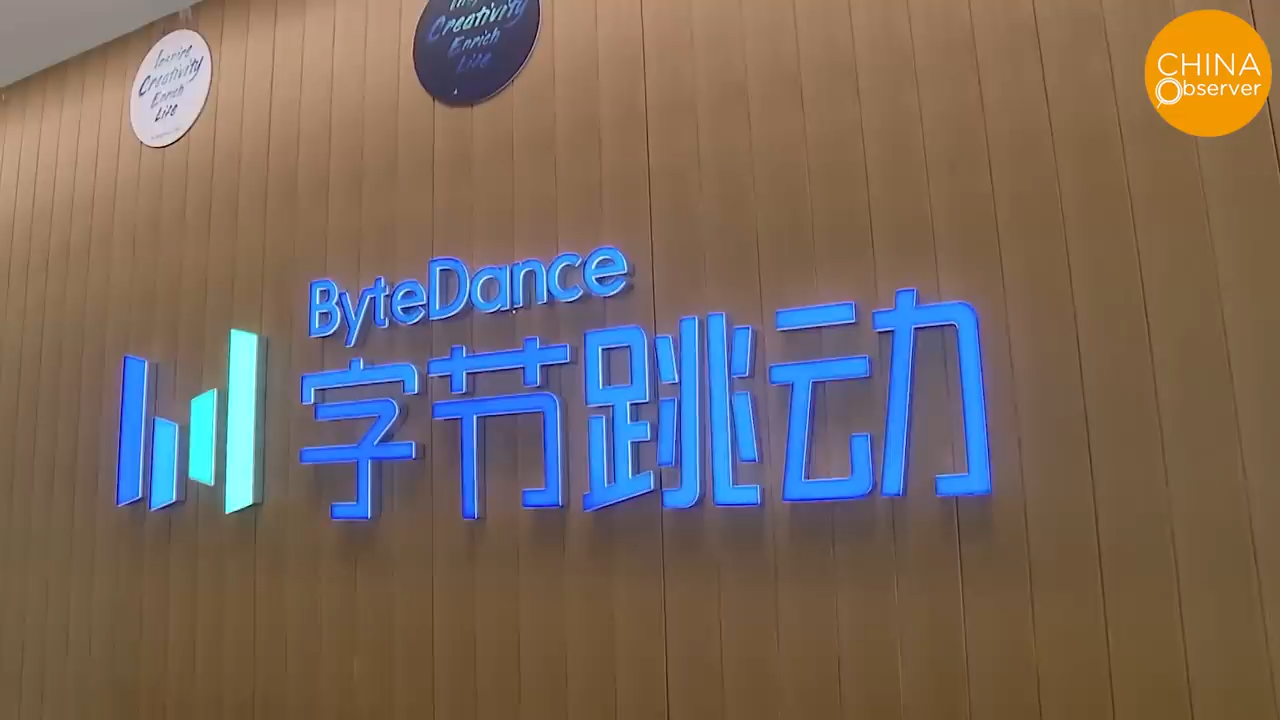 Inspire
Creativity
Enrich
Life
Creativity
Enrich
Life
CHINA
Observer
ByteDance
字节跳动